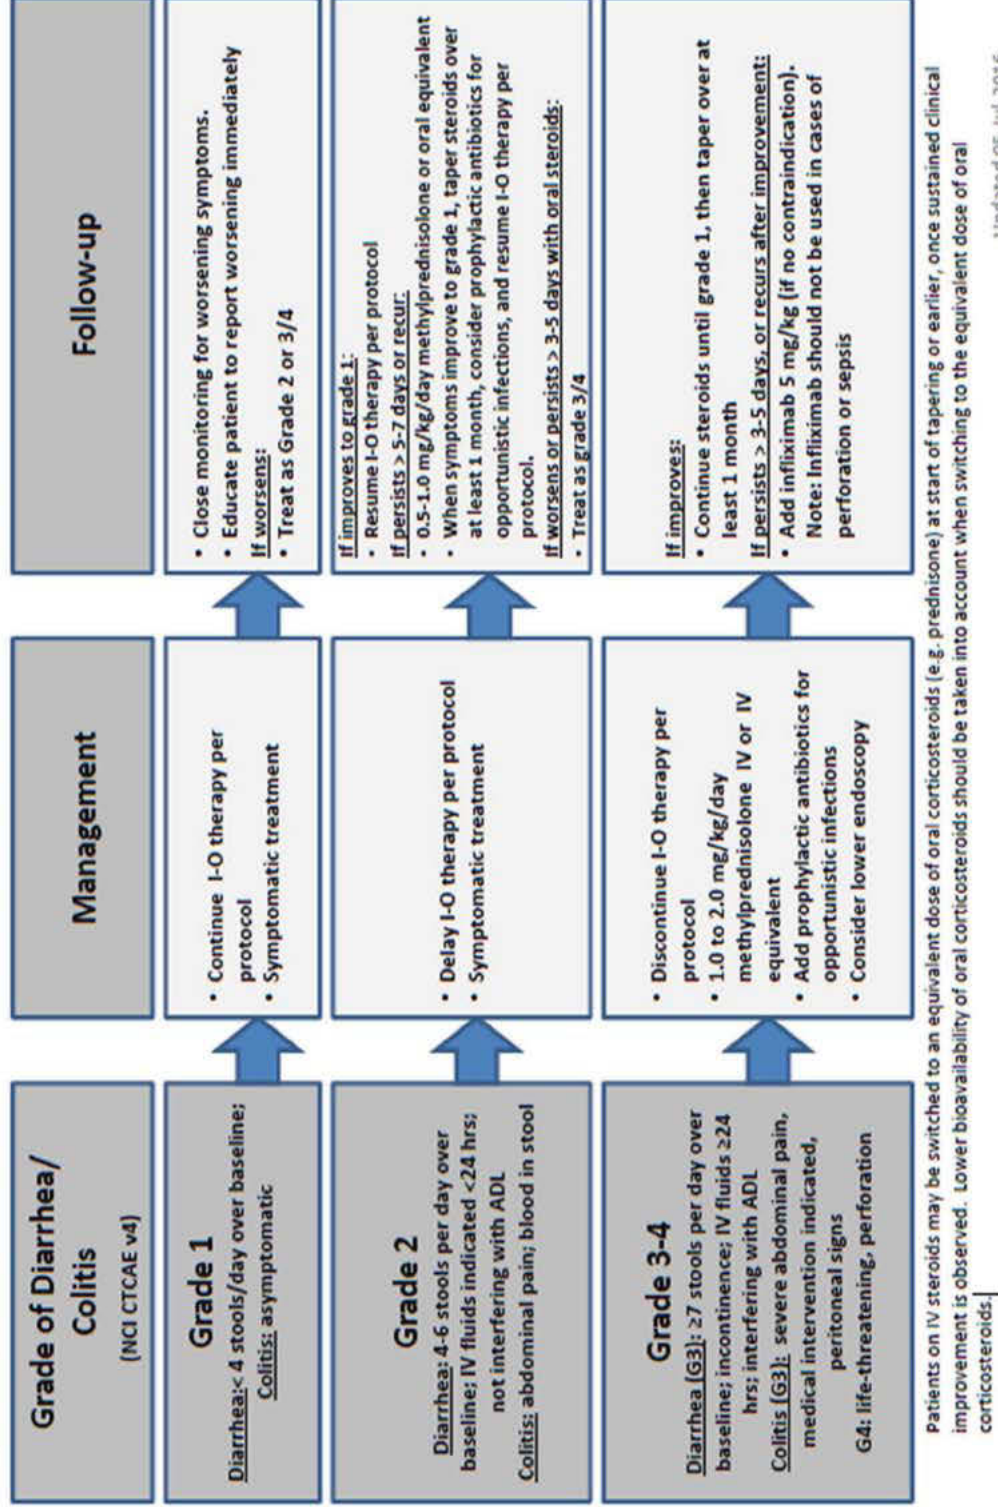 Grade of Diarrhea/
Colitis
(NCI CTCAE v4)
Management
Follow-up
Grade 1
Diarrhea:< 4 stools/day over baseline;
Colitis: asymptomatic
• Continue I-O therapy per
protocol
• Symptomatic treatment
• Close monitoring for worsening symptoms.
• Educate patient to report worsening immediately
If worsens:
• Treat as Grade 2 or 3/4
Grade 2
Diarrhea: 4-6 stools per day over
baseline; IV fluids indicated <24 hrs;
not interfering with ADL
Colitis: abdominal pain; blood in stool
• Delay I-O therapy per protocol
• Symptomatic treatment
If improves to grade 1:
• Resume I-O therapy per protocol
If persists > 5-7 days or recur:
• 0.5-1.0 mg/kg/day methylprednisolone or oral equivalent
• When symptoms improve to grade 1, taper steroids over
at least 1 month, consider prophylactic antibiotics for
opportunistic infections, and resume I-O therapy per
protocol.
If worsens or persists > 3-5 days with oral steroids:
• Treat as grade 3/4
Grade 3-4
Diarrhea (G3): ≥7 stools per day over
baseline; incontinence; IV fluids ≥24
hrs; interfering with ADL
Colitis (G3): severe abdominal pain,
medical intervention indicated,
peritoneal signs
G4: life-threatening, perforation
• Discontinue I-O therapy per
protocol
• 1.0 to 2.0 mg/kg/day
methylprednisolone IV or IV
equivalent
• Add prophylactic antibiotics for
opportunistic infections
• Consider lower endoscopy
If improves:
• Continue steroids until grade 1, then taper over at
least 1 month
If persists > 3-5 days, or recurs after improvement:
• Add infliximab 5 mg/kg (if no contraindication).
Note: Infliximab should not be used in cases of
perforation or sepsis
Patients on IV steroids may be switched to an equivalent dose of oral corticosteroids (e.g. prednisone) at start of tapering or earlier, once sustained clinical
improvement is observed. Lower bioavailability of oral corticosteroids should be taken into account when switching to the equivalent dose of oral
corticosteroids.